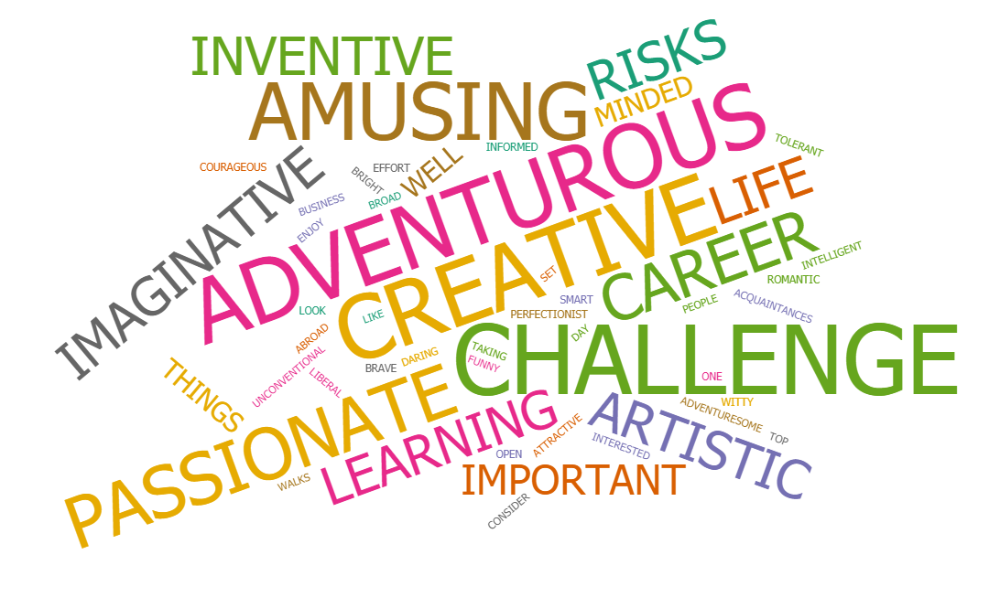 INVENTIVE
RISKS
AMUSING
MINDED
ADVENTUROUS
TOLERANT
INFORMED
COURAGEOUS
EFFORT
BRIGHT
WELL
IMAGINATIVE
BROAD
BUSINESS
ENJOY
LIFE
CREATIVE
CAREER
INTELLIGENT
SET
ROMANTIC
SMART
PEOPLE
ACQUAINTANCES
LOOK
LIKE
PERFECTIONIST
DAY
ABROAD
CHALLENGE
TAKING
DARING
FUNNY
BRAVE
UNCONVENTIONAL
LIBERAL
THINGS
ONE
PASSIONATE
LEARNING
ARTISTIC
WITTY
ADVENTURESOME
TOP
ATTRACTIVE
INTERESTED
OPEN
WALKS
IMPORTANT
CONSIDER